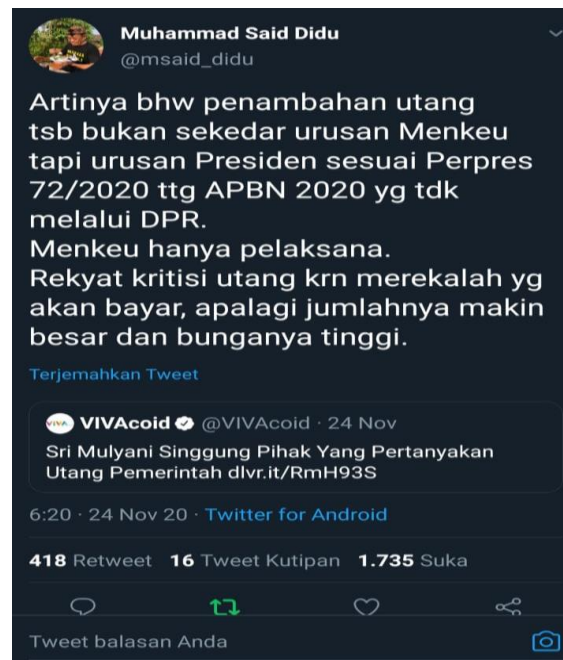 Muhammad Said Didu
@msaid_didu
Artinya bhw penambahan utang
tsb bukan sekedar urusan Menkeu
tapi urusan Presiden sesuai Perpres
72/2020 ttg APBN 2020 yg tdk
melalui DPR.
Menkeu hanya pelaksana.
Rekyat kritisi utang krn merekalah yg
akan bayar, apalagi jumlahnya makin
besar dan bunganya tinggi.
Terjemahkan Tweet
VIVA VIVAcoid @VIVAcoid · 24 Nov
Sri Mulyani Singgung Pihak Yang Pertanyakan
Utang Pemerintah dlvr.it/RmH93S
6:20 · 24 Nov 20 · Twitter for Android
418 Retweet 16 Tweet Kutipan 1.735 Suka
Tweet balasan Anda